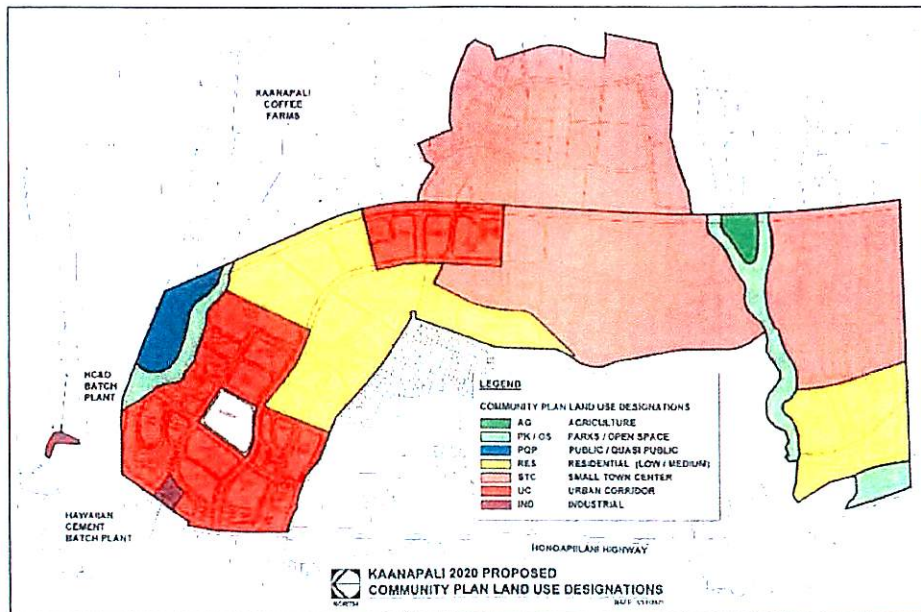 KAANAPALI
COFFEE
FARMS
HC&D
BATCH
PLANT
HAWAIIAN
CEMENT
BATCH PLANT
LEGEND
COMMUNITY PLAN LAND USE DESIGNATIONS
AG AGRICULTURE
PK / OS PARKS / OPEN SPACE
PQP PUBLIC / QUASI PUBLIC
RES RESIDENTIAL (LOW / MEDIUM)
STC SMALL TOWN CENTER
UC URBAN CORRIDOR
IND INDUSTRIAL
HONOAPIILANI HIGHWAY
KAANAPALI 2020 PROPOSED
COMMUNITY PLAN LAND USE DESIGNATIONS
NORTH